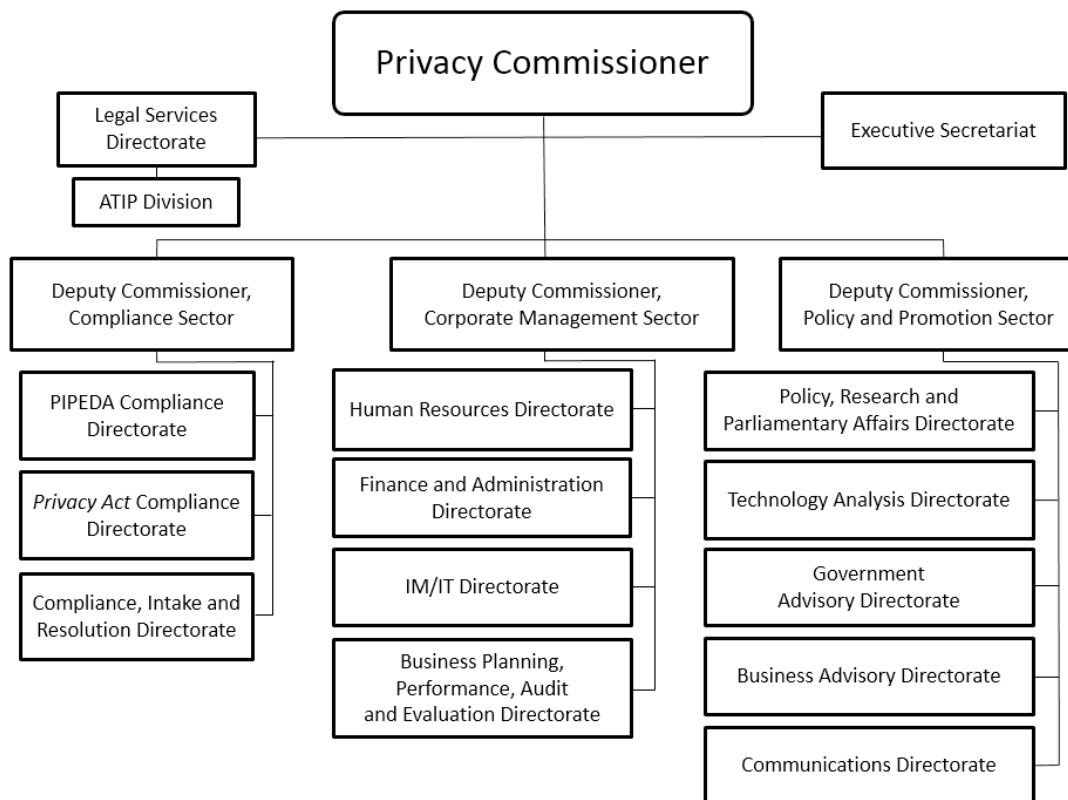 Privacy Commissioner
Legal Services
Directorate
Executive Secretariat
ATIP Division
Deputy Commissioner,
Compliance Sector
Deputy Commissioner,
Corporate Management Sector
Deputy Commissioner,
Policy and Promotion Sector
PIPEDA Compliance
Directorate
Privacy Act Compliance
Directorate
Compliance, Intake and
Resolution Directorate
Human Resources Directorate
Finance and Administration
Directorate
IM/IT Directorate
Business Planning,
Performance, Audit
and Evaluation Directorate
Policy, Research and
Parliamentary Affairs Directorate
Technology Analysis Directorate
Government
Advisory Directorate
Business Advisory Directorate
Communications Directorate